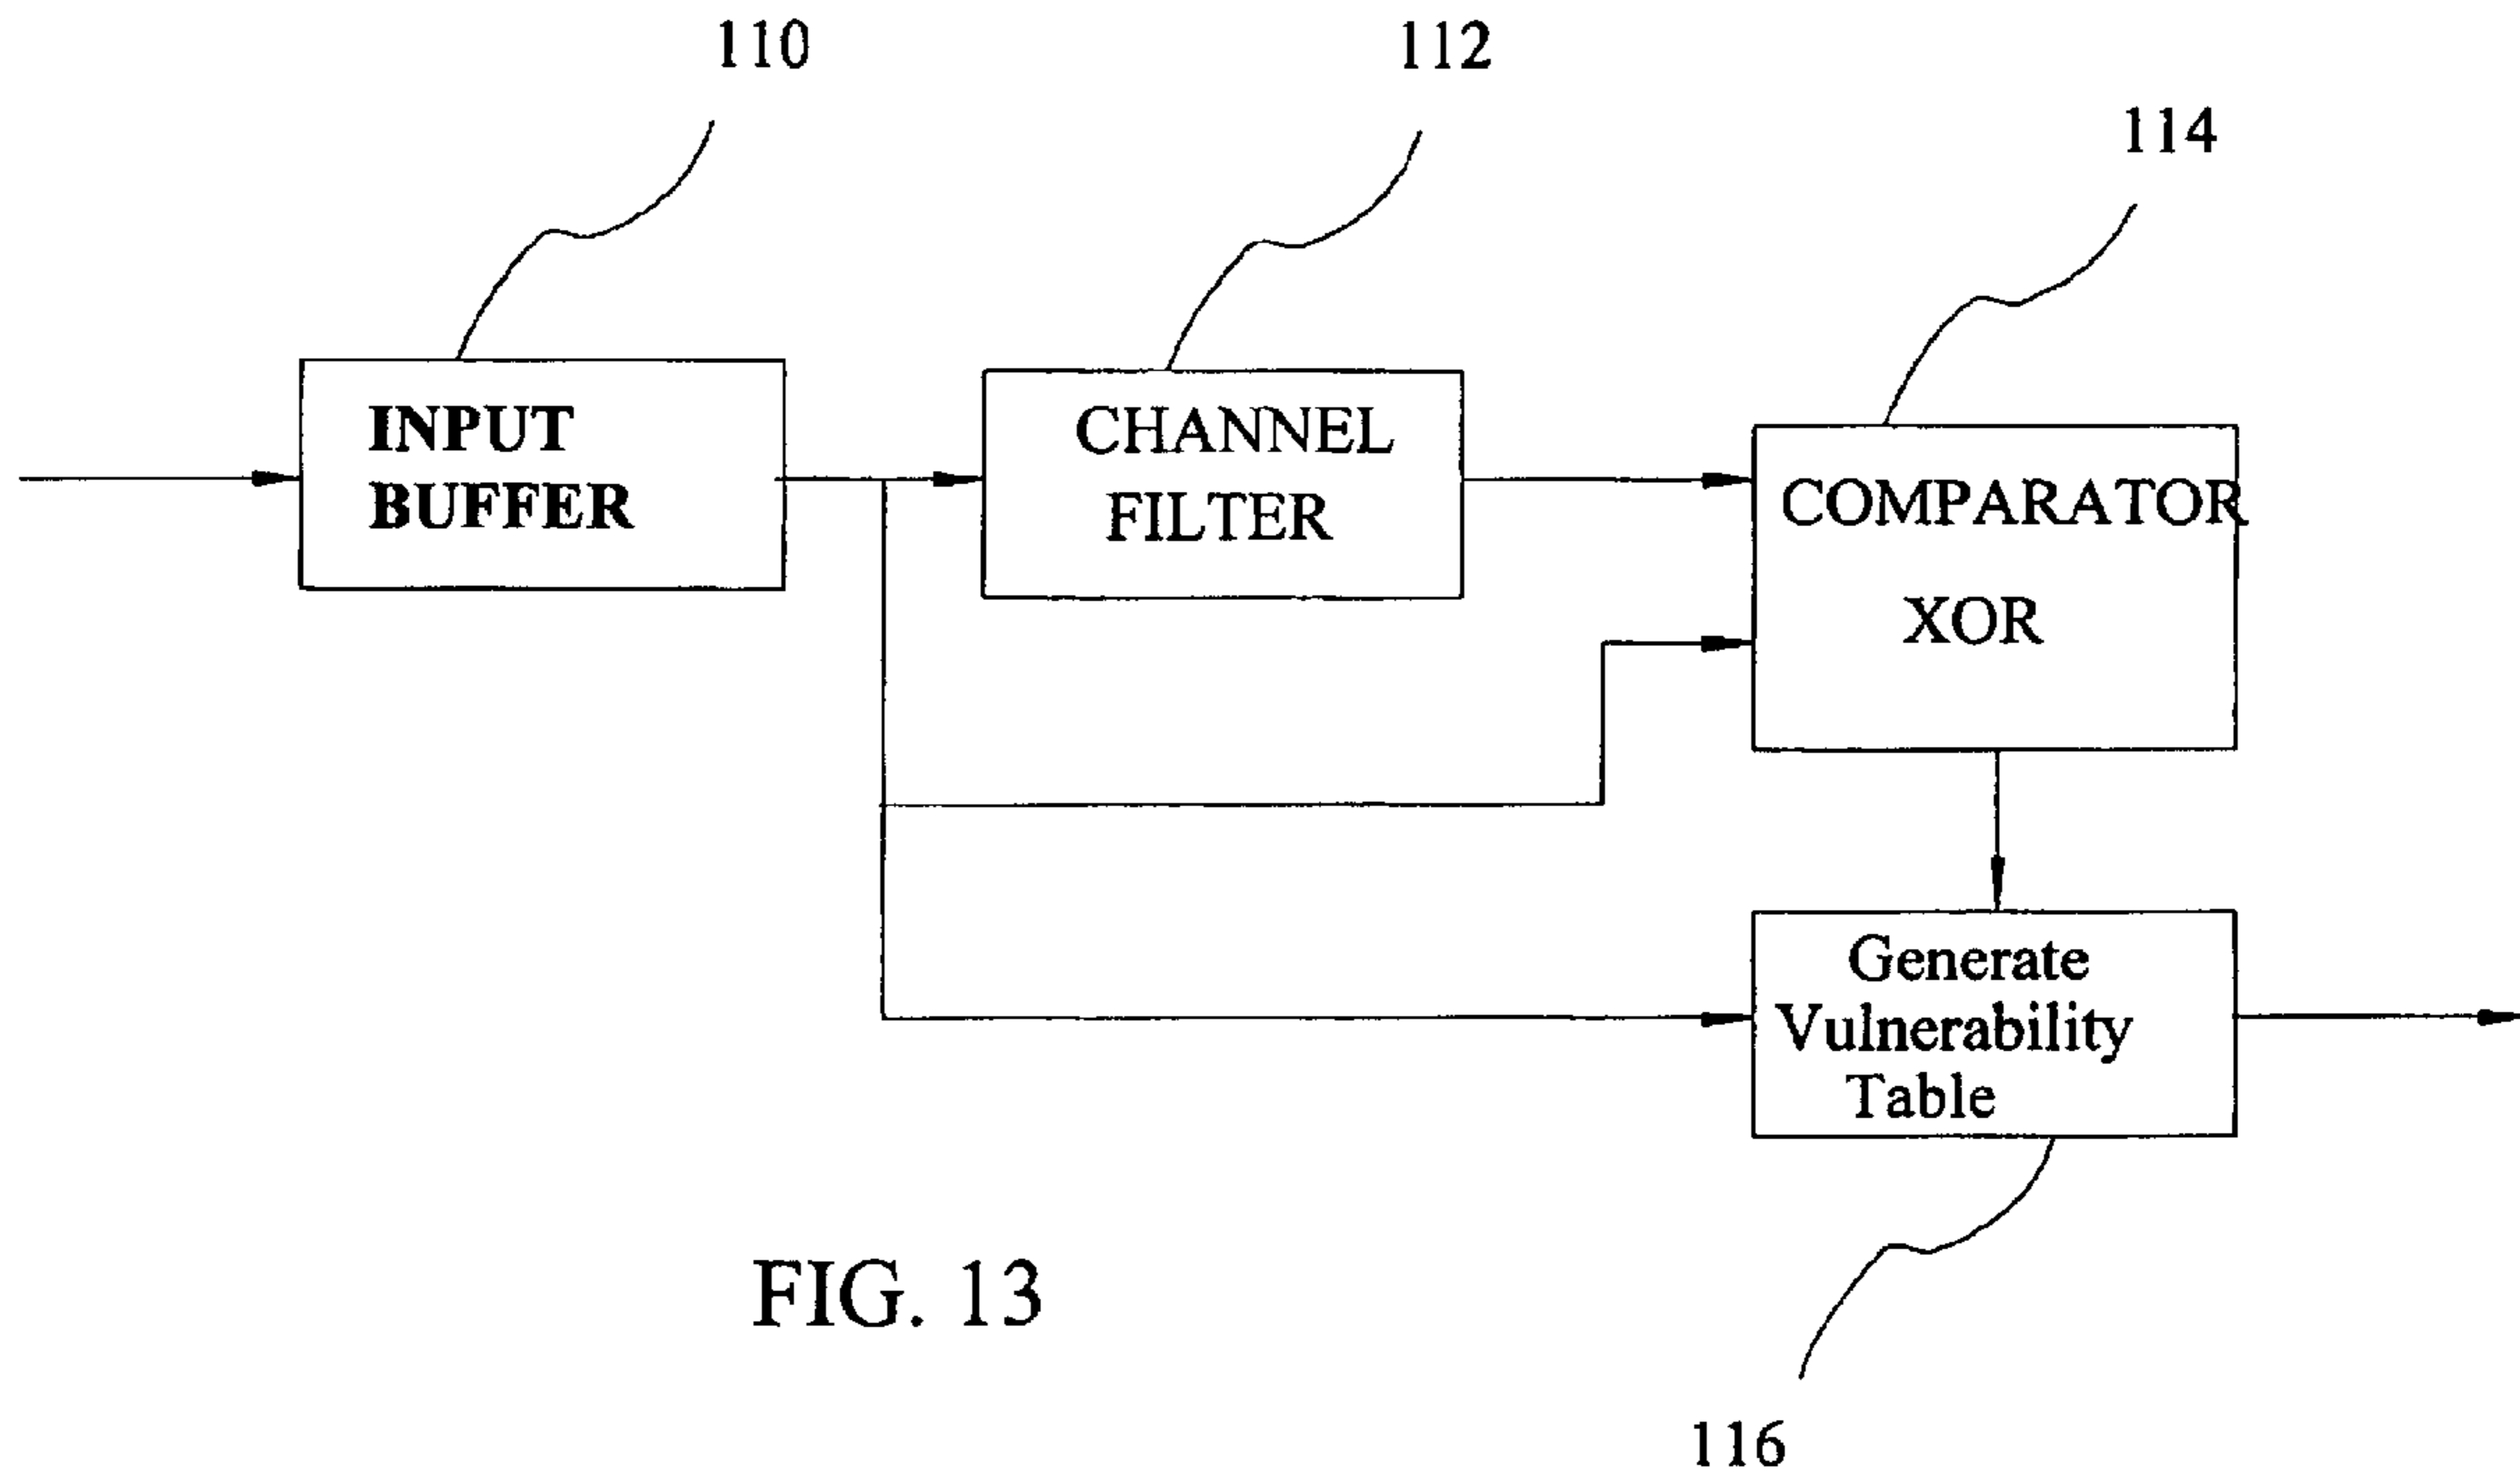 110
112
114
INPUT
BUFFER
CHANNEL
FILTER
COMPARATOR
XOR
Generate
Vulnerability
Table
FIG. 13
116